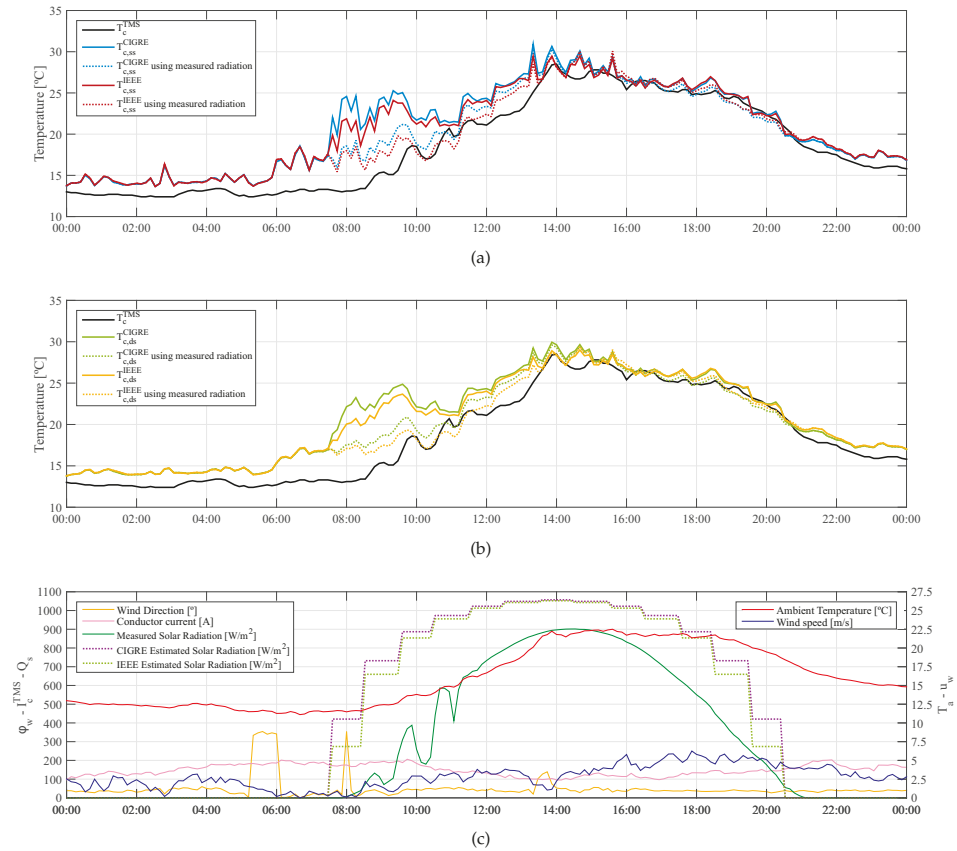 35
30
25
20
15
10
Temperature [ºC]
T_c^TMS
T_c,ss^CIGRE
T_c,ss^CIGRE using measured radiation
T_c,ss^IEEE
T_c,ss^IEEE using measured radiation
00:00 02:00 04:00 06:00 08:00 10:00 12:00 14:00 16:00 18:00 20:00 22:00 00:00
(a)
35
30
25
20
15
10
Temperature [ºC]
T_c^TMS
T_c,ds^CIGRE
T_c,ds^CIGRE using measured radiation
T_c,ds^IEEE
T_c,ds^IEEE using measured radiation
00:00 02:00 04:00 06:00 08:00 10:00 12:00 14:00 16:00 18:00 20:00 22:00 00:00
(b)
1100
1000
900
800
700
600
500
400
300
200
100
0
φ_w - I_c^TMS - Q_s
Wind Direction [º]
Conductor current [A]
Measured Solar Radiation [W/m²]
CIGRE Estimated Solar Radiation [W/m²]
IEEE Estimated Solar Radiation [W/m²]
Ambient Temperature [ºC]
Wind speed [m/s]
27.5
25
22.5
20
17.5
15
12.5
10
7.5
5
2.5
0
T_a - u_w
00:00 02:00 04:00 06:00 08:00 10:00 12:00 14:00 16:00 18:00 20:00 22:00 00:00
(c)